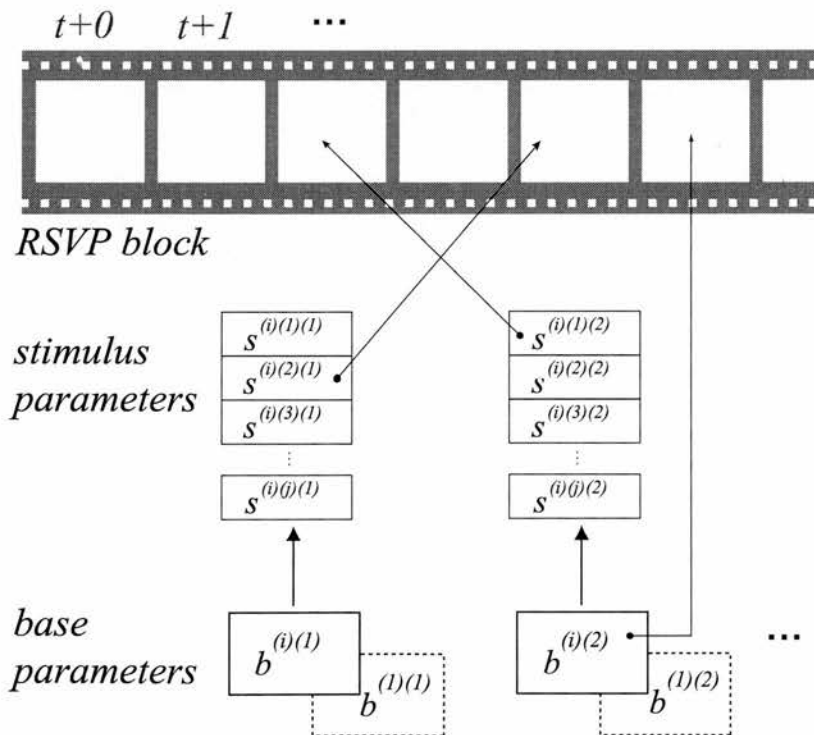 t+0 t+1 ...
RSVP block
stimulus
parameters
s^{(i)(1)(1)}
s^{(i)(2)(1)}
s^{(i)(3)(1)}
⋮
s^{(i)(j)(1)}
s^{(i)(1)(2)}
s^{(i)(2)(2)}
s^{(i)(3)(2)}
⋮
s^{(i)(j)(2)}
base
parameters
b^{(i)(1)}
b^{(1)(1)}
b^{(i)(2)}
b^{(1)(2)}
...